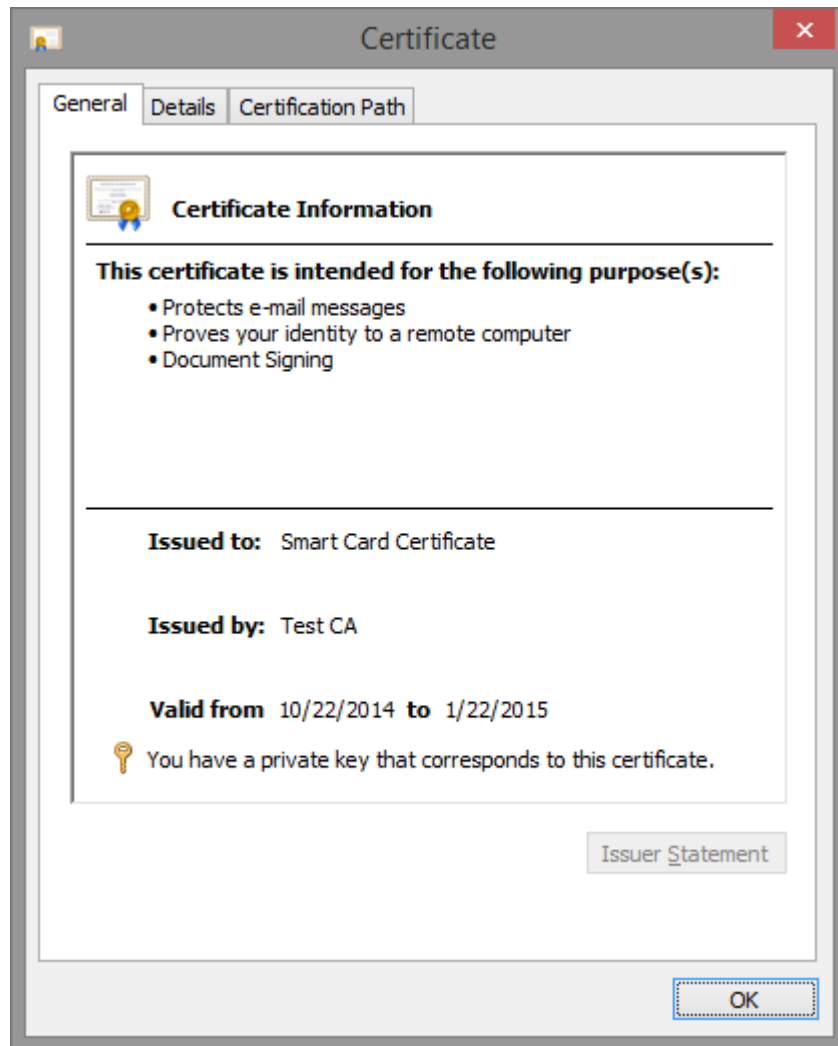 Certificate
General Details Certification Path
Certificate Information
This certificate is intended for the following purpose(s):
• Protects e-mail messages
• Proves your identity to a remote computer
• Document Signing
Issued to: Smart Card Certificate
Issued by: Test CA
Valid from 10/22/2014 to 1/22/2015
You have a private key that corresponds to this certificate.
Issuer Statement
OK